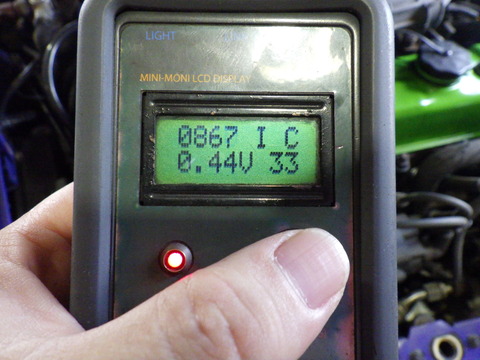 LIGHT
MINI-MONI LCD DISPLAY
0867 I C
0.44V 33